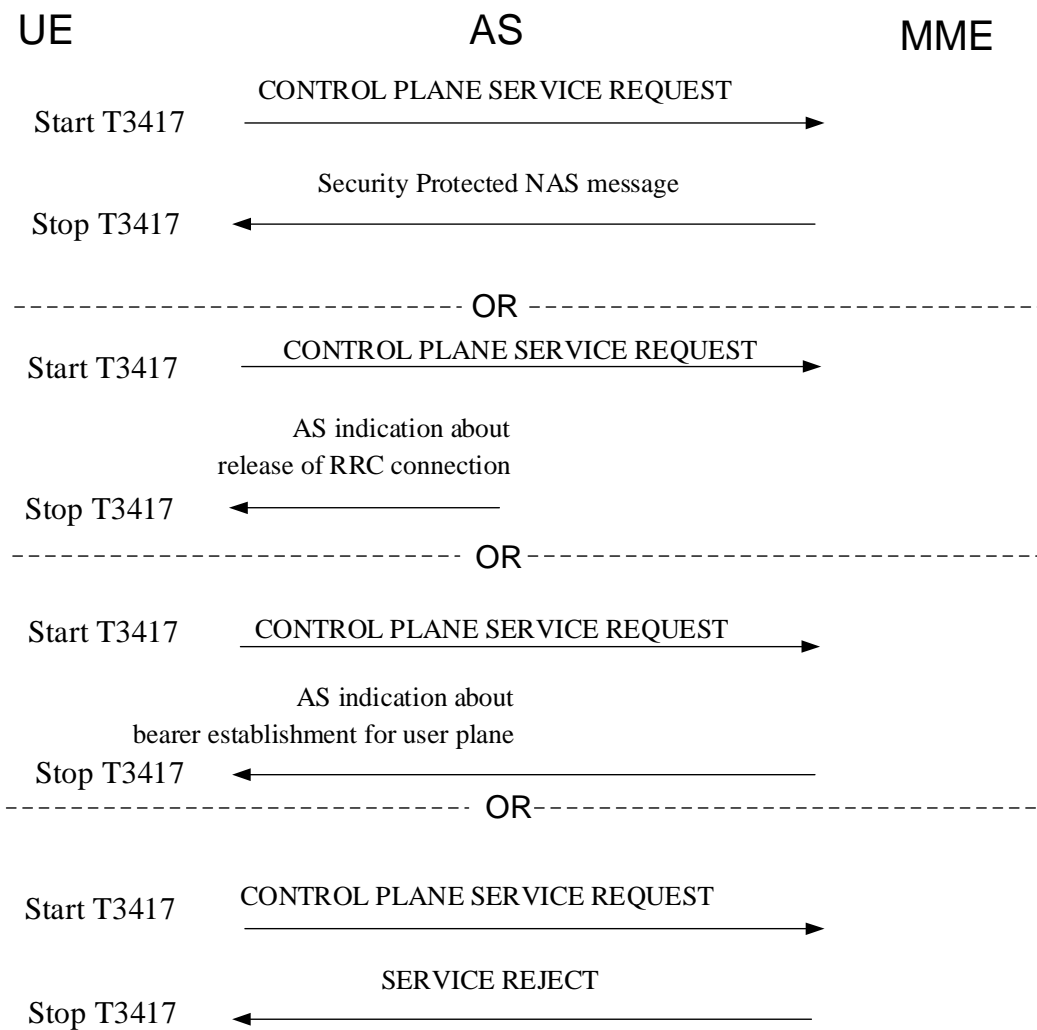 UE AS MME
CONTROL PLANE SERVICE REQUEST
Start T3417
Security Protected NAS message
Stop T3417
OR
CONTROL PLANE SERVICE REQUEST
Start T3417
AS indication about
release of RRC connection
Stop T3417
OR
Start T3417 CONTROL PLANE SERVICE REQUEST
AS indication about
bearer establishment for user plane
Stop T3417
OR
CONTROL PLANE SERVICE REQUEST
Start T3417
SERVICE REJECT
Stop T3417